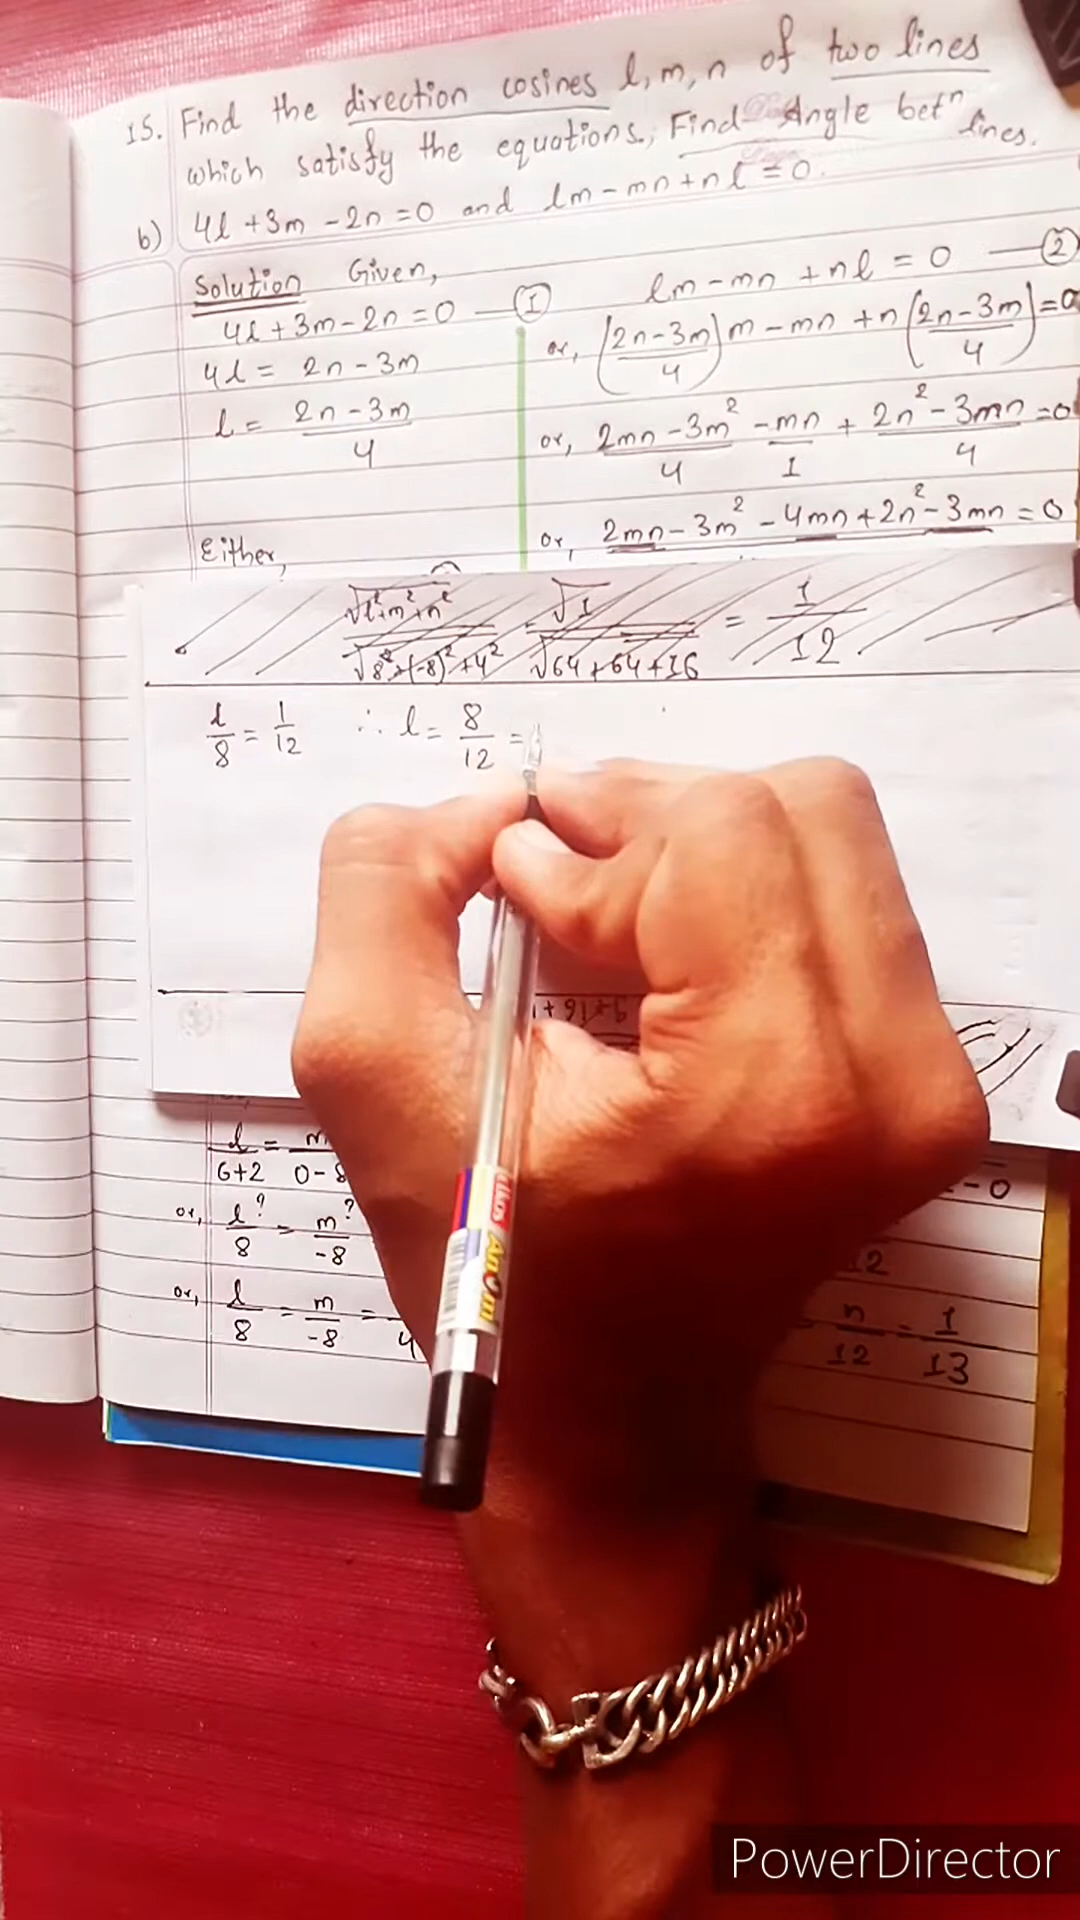 15. Find the direction cosines l, m, n of two lines
which satisfy the equations., Find Angle betⁿ lines.
b) 4l + 3m - 2n = 0 and lm - mn + nl = 0.
Solution Given,
4l + 3m - 2n = 0 — ①
4l = 2n - 3m
l = (2n - 3m)/4
Either,
lm - mn + nl = 0 — ②
or, ((2n - 3m)/4) m - mn + n ((2n - 3m)/4) = 0
or, (2mn - 3m²)/4 - mn/1 + (2n² - 3mn)/4 = 0
or, 2mn - 3m² - 4mn + 2n² - 3mn = 0
√(l² + m² + n²)/√(8² + (-8)² + 4²) = √1/√(64 + 64 + 16) = 1/12
l/8 = 1/12 ∴ l = 8/12 =
l/(6+2) = m/(0-8
or, l?/8 = m?/-8
or, l/8 = m/-8 = /4
- 0
12
= n/12 = 1/13
Anom
PowerDirector